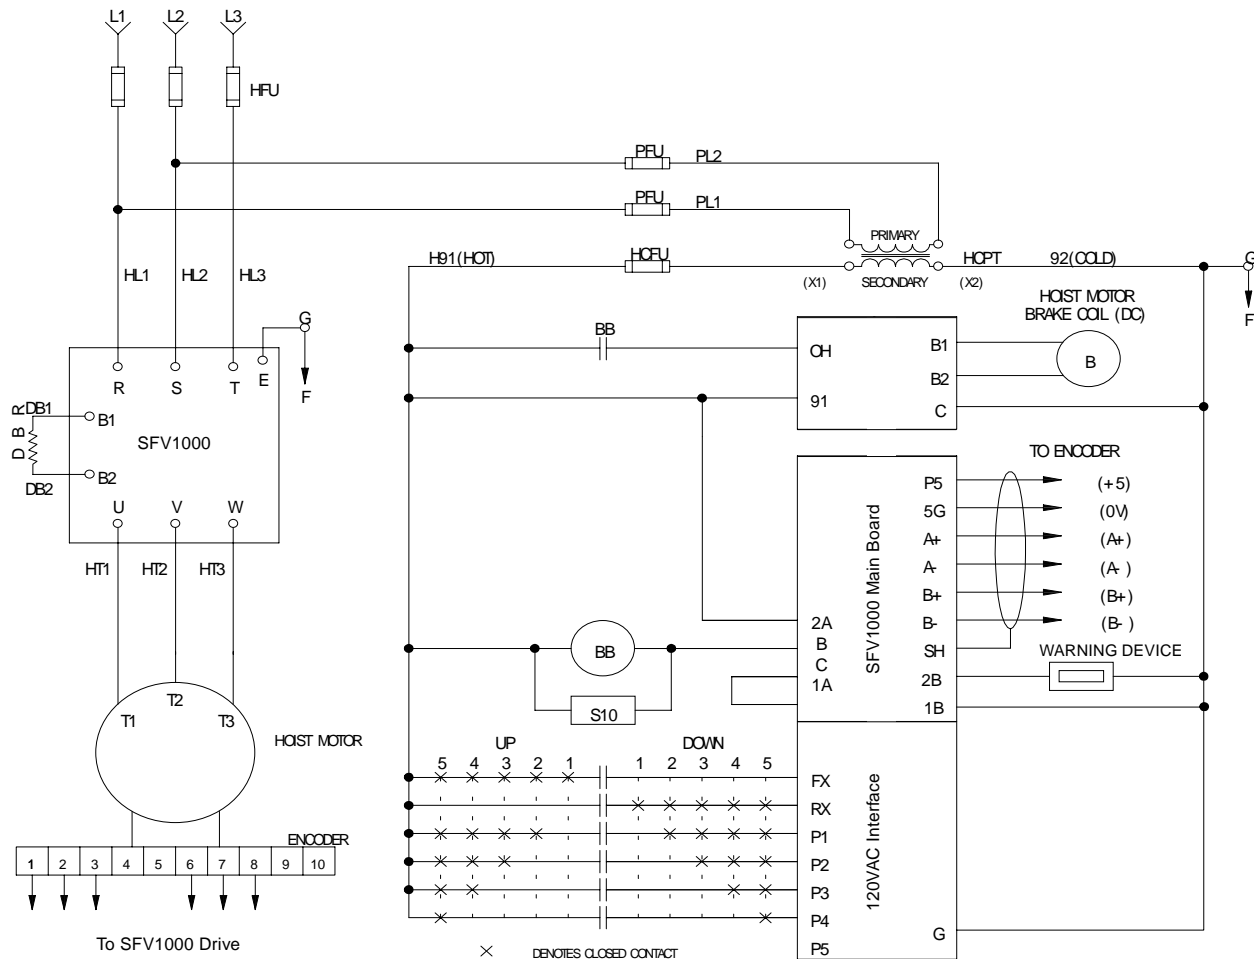 L1 L2 L3
HFU
PFU PL2
PFU PL1
PRIMARY
H91(HOT) HCFU HCPT 92(COLD) G
(X1) SECONDARY (X2)
F
HL1 HL2 HL3
HOIST MOTOR
BRAKE COIL (DC)
G
F
R S T E
BB
OH B1
B
B2
91 C
DB1 B1
DBR
SFV1000
DB2 B2
U V W
HT1 HT2 HT3
TO ENCODER
P5 (+5)
5G (0V)
A+ (A+)
A- (A-)
B+ (B+)
B- (B-)
SH
SFV1000 Main Board
2A
B
C
1A
BB
S10
WARNING DEVICE
2B
1B
T1 T2 T3
HOIST MOTOR
UP DOWN
5 4 3 2 1 1 2 3 4 5
FX
RX
P1
P2
P3
P4
P5
120VAC Interface
G
ENCODER
1 2 3 4 5 6 7 8 9 10
To SFV1000 Drive
× DENOTES CLOSED CONTACT